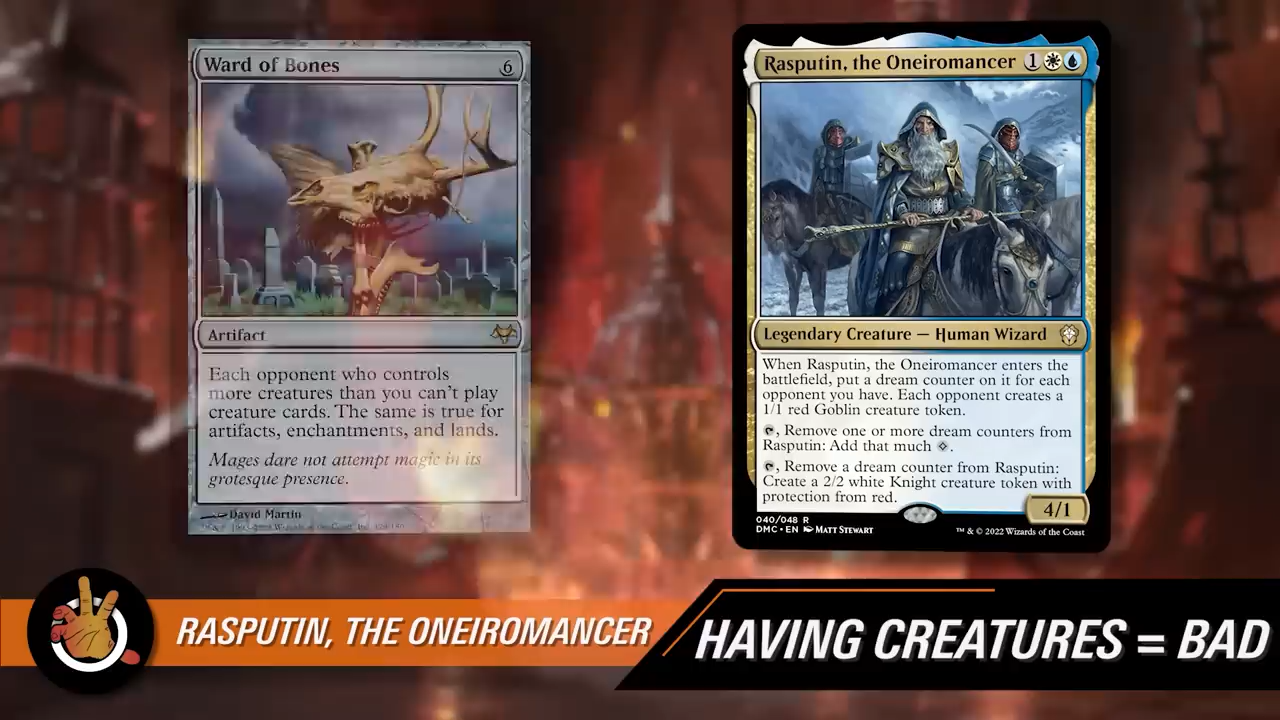 Ward of Bones 6
Artifact
Each opponent who controls
more creatures than you can't play
creature cards. The same is true for
artifacts, enchantments, and lands.
Mages dare not attempt magic in its
grotesque presence.
David Martin
Rasputin, the Oneiromancer 1
Legendary Creature — Human Wizard
When Rasputin, the Oneiromancer enters the
battlefield, put a dream counter on it for each
opponent you have. Each opponent creates a
1/1 red Goblin creature token.
, Remove one or more dream counters from
Rasputin: Add that much .
, Remove a dream counter from Rasputin:
Create a 2/2 white Knight creature token with
protection from red.
4/1
040/048 R
DMC • EN MATT STEWART
™ & © 2022 Wizards of the Coast
RASPUTIN, THE ONEIROMANCER
HAVING CREATURES = BAD